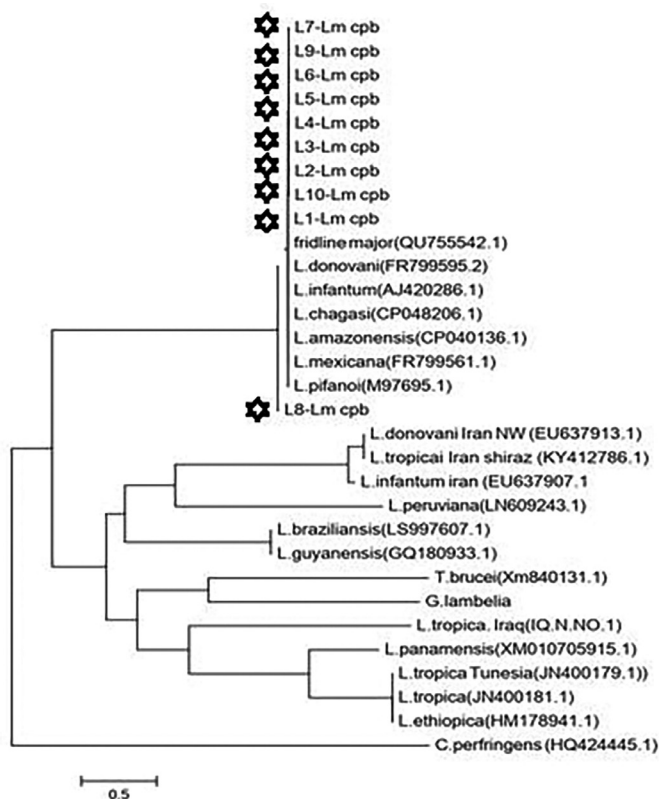 L7-Lm cpb
L9-Lm cpb
L6-Lm cpb
L5-Lm cpb
L4-Lm cpb
L3-Lm cpb
L2-Lm cpb
L10-Lm cpb
L1-Lm cpb
fridline major(QU755542.1)
L.donovani(FR799595.2)
L.infantum(AJ420286.1)
L.chagasi(CP048206.1)
L.amazonensis(CP040136.1)
L.mexicana(FR799561.1)
L.pifanoi(M97695.1)
L8-Lm cpb
L.donovani Iran NW (EU637913.1)
L.tropicai Iran shiraz (KY412786.1)
L.infantum iran (EU637907.1
L.peruviana(LN609243.1)
L.braziliansis(LS997607.1)
L.guyanensis(GQ180933.1)
T.brucei(Xm840131.1)
G.lambelia
L.tropica. Iraq(IQ.N.NO.1)
L.panamensis(XM010705915.1)
L.tropica Tunesia(JN400179.1))
L.tropica(JN400181.1)
L.ethiopica(HM178941.1)
C.perfringens (HQ424445.1)
0.5